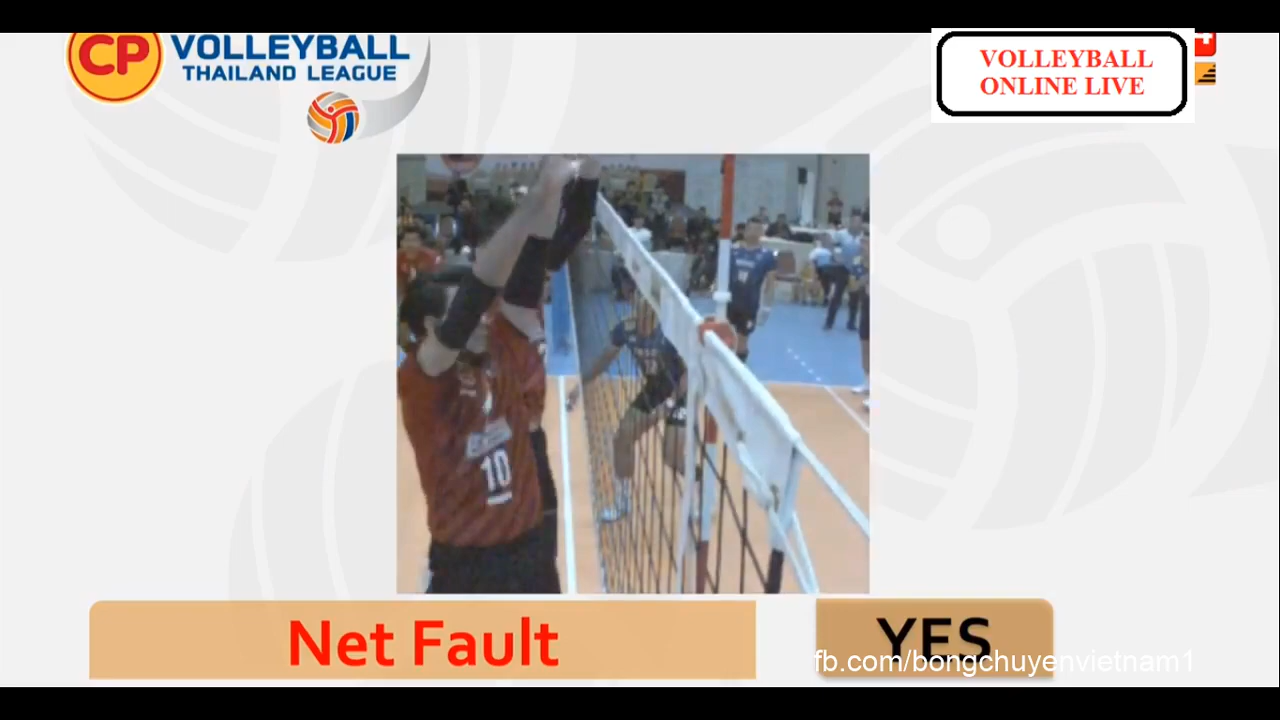 CP
VOLLEYBALL
THAILAND LEAGUE
VOLLEYBALL
ONLINE LIVE
10
Net Fault
YES
fb.com/bongchuyenvietnam1